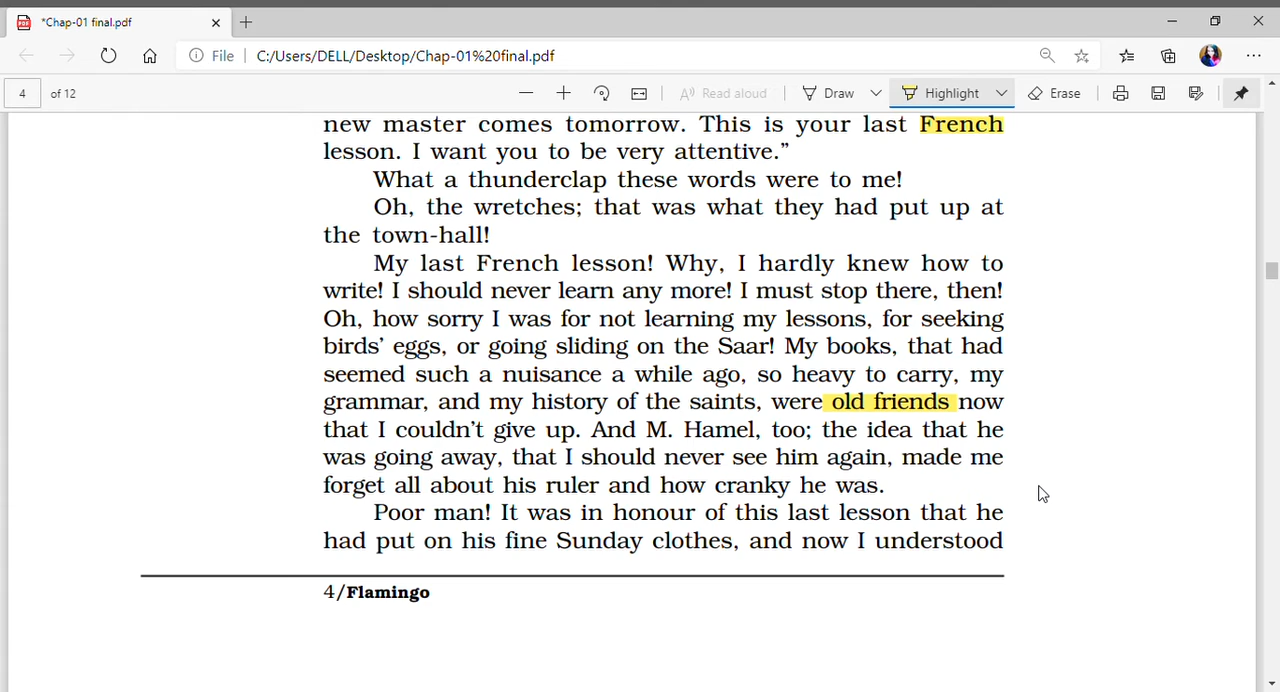 *Chap-01 final.pdf
File | C:/Users/DELL/Desktop/Chap-01%20final.pdf
4 of 12 Read aloud Draw Highlight Erase
new master comes tomorrow. This is your last French
lesson. I want you to be very attentive.”
What a thunderclap these words were to me!
Oh, the wretches; that was what they had put up at
the town-hall!
My last French lesson! Why, I hardly knew how to
write! I should never learn any more! I must stop there, then!
Oh, how sorry I was for not learning my lessons, for seeking
birds’ eggs, or going sliding on the Saar! My books, that had
seemed such a nuisance a while ago, so heavy to carry, my
grammar, and my history of the saints, were old friends now
that I couldn’t give up. And M. Hamel, too; the idea that he
was going away, that I should never see him again, made me
forget all about his ruler and how cranky he was.
Poor man! It was in honour of this last lesson that he
had put on his fine Sunday clothes, and now I understood
4/Flamingo